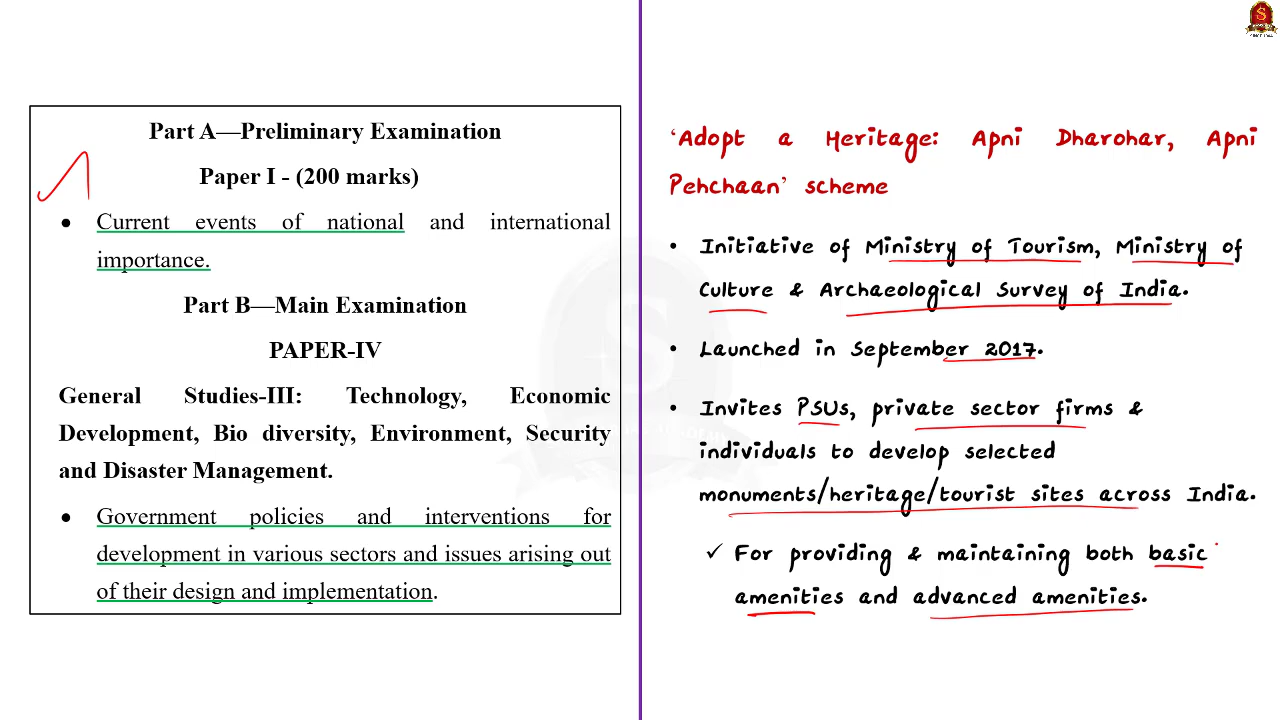 Part A—Preliminary Examination
Paper I - (200 marks)
• Current events of national and international
importance.
Part B—Main Examination
PAPER-IV
General Studies-III: Technology, Economic
Development, Bio diversity, Environment, Security
and Disaster Management.
• Government policies and interventions for
development in various sectors and issues arising out
of their design and implementation.
'Adopt a Heritage: Apni Dharohar, Apni
Pehchaan' scheme
• Initiative of Ministry of Tourism, Ministry of
Culture & Archaeological Survey of India.
• Launched in September 2017.
• Invites PSUs, private sector firms &
individuals to develop selected
monuments/heritage/tourist sites across India.
✓ For providing & maintaining both basic
amenities and advanced amenities.